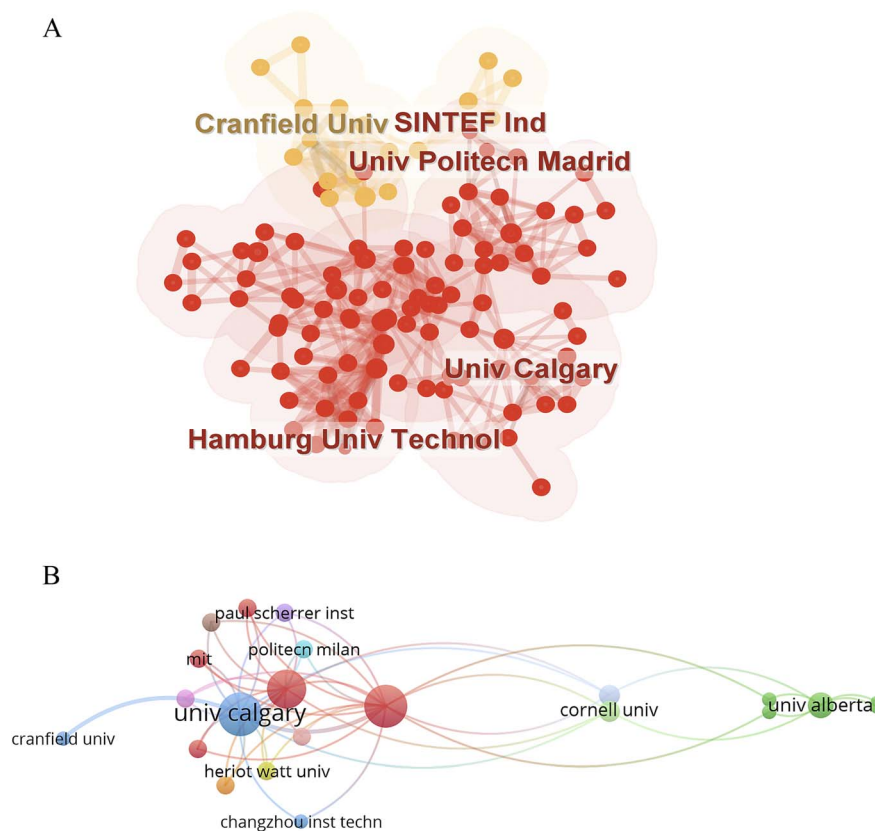 A
Cranfield Univ
SINTEF Ind
Univ Politecn Madrid
Univ Calgary
Hamburg Univ Technol
B
paul scherrer inst
politecn milan
mit
univ calgary
cranfield univ
heriot watt univ
changzhou inst techn
cornell univ
univ alberta